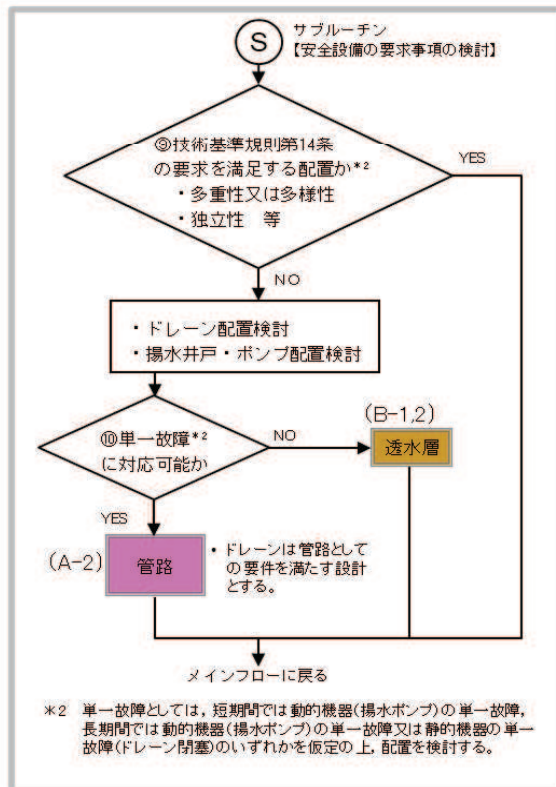 S
サブルーチン
【安全設備の要求事項の検討】
⑨技術基準規則第14条
の要求を満足する配置か*2
・多重性又は多様性
・独立性 等
YES
NO
・ドレーン配置検討
・揚水井戸・ポンプ配置検討
⑩単一故障*2
に対応可能か
NO
(B-1,2)
透水層
YES
(A-2)
管路
・ドレーンは管路として
の要件を満たす設計
とする。
メインフローに戻る
*2 単一故障としては，短期間では動的機器(揚水ポンプ)の単一故障，
長期間では動的機器(揚水ポンプ)の単一故障又は静的機器の単一
故障(ドレーン閉塞)のいずれかを仮定の上，配置を検討する。